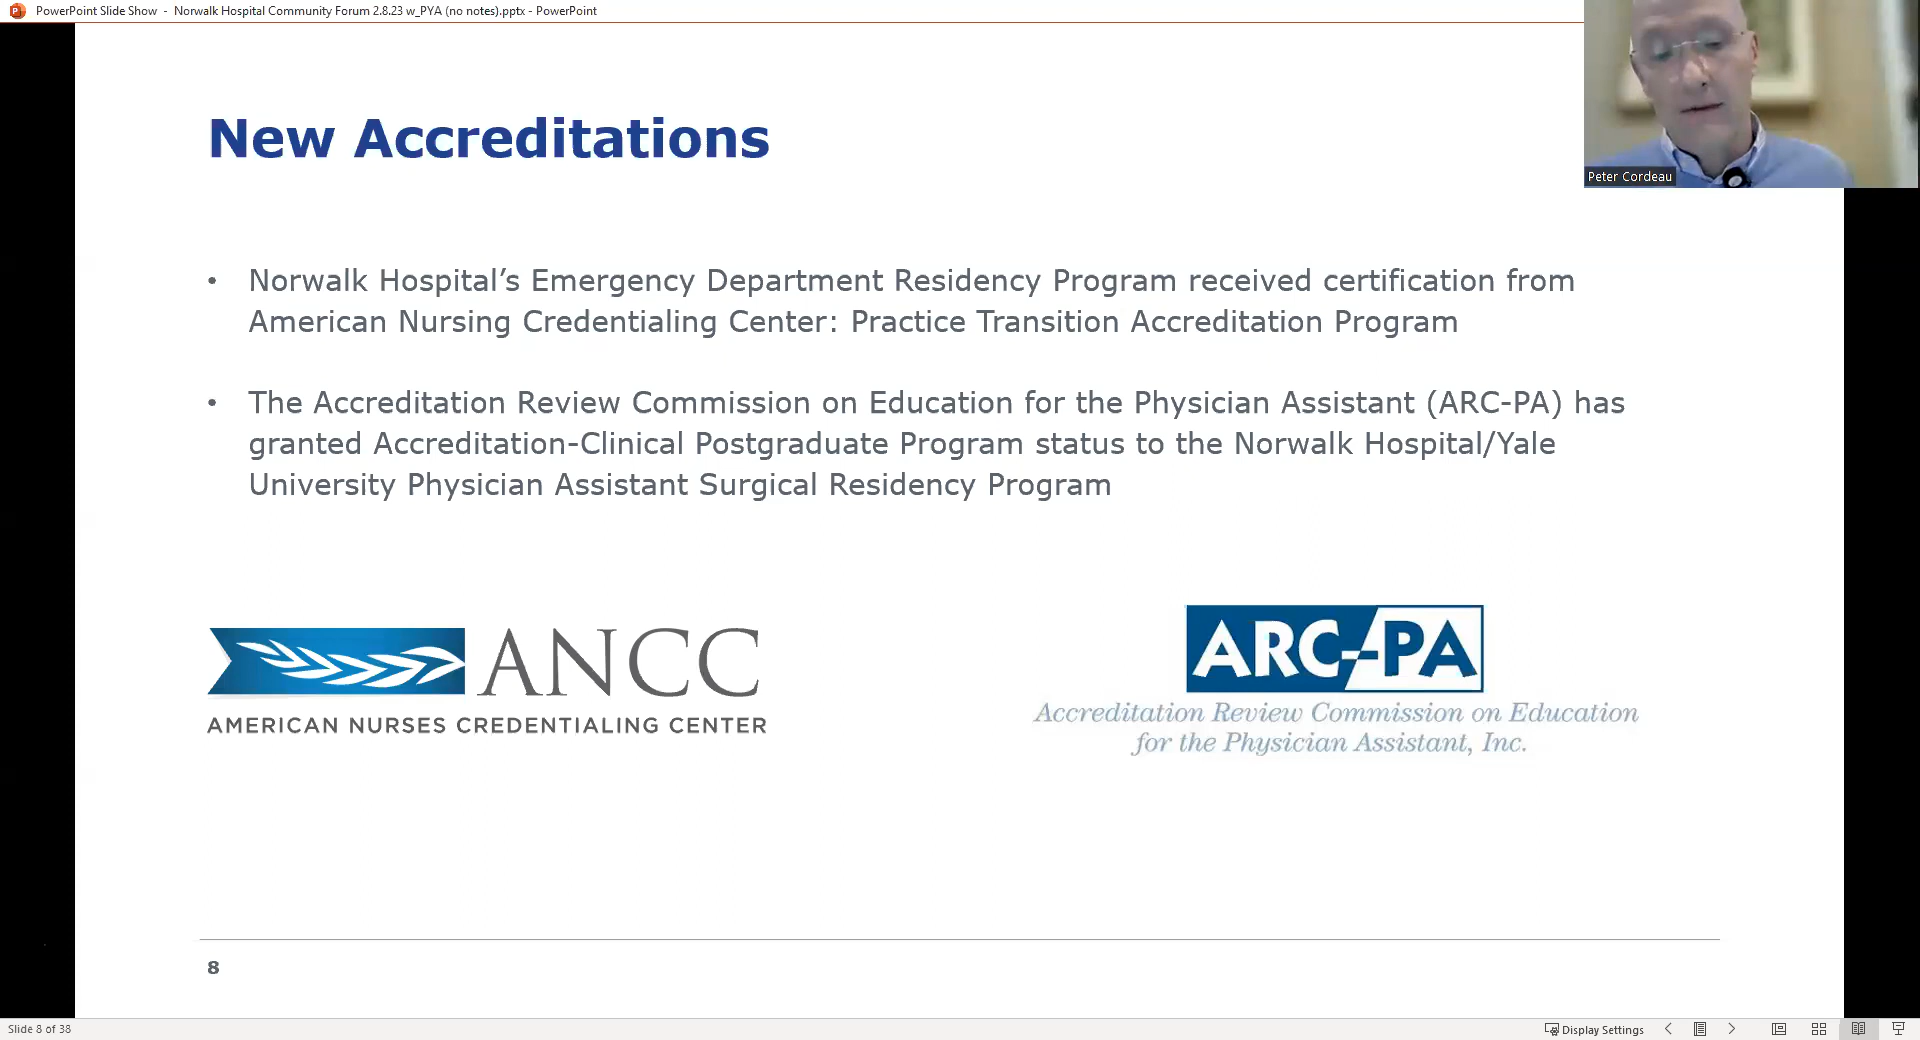 PowerPoint Slide Show - Norwalk Hospital Community Forum 2.8.23 w_PYA (no notes).pptx - PowerPoint
Peter Cordeau
New Accreditations
• Norwalk Hospital’s Emergency Department Residency Program received certification from
American Nursing Credentialing Center: Practice Transition Accreditation Program
• The Accreditation Review Commission on Education for the Physician Assistant (ARC-PA) has
granted Accreditation-Clinical Postgraduate Program status to the Norwalk Hospital/Yale
University Physician Assistant Surgical Residency Program
ANCC
AMERICAN NURSES CREDENTIALING CENTER
ARC-PA
Accreditation Review Commission on Education
for the Physician Assistant, Inc.
8
Slide 8 of 38
Display Settings